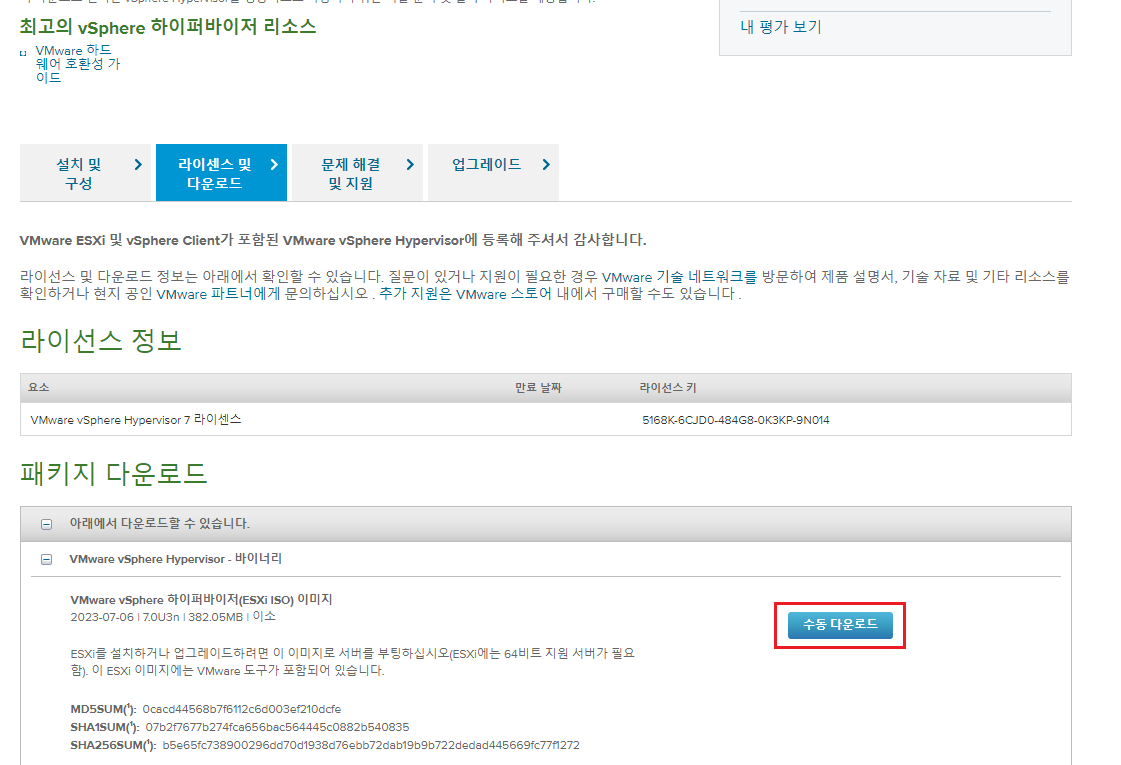 최고의 vSphere 하이퍼바이저 리소스
VMware 하드
웨어 호환성 가
이드
내 평가 보기
설치 및
구성
라이센스 및
다운로드
문제 해결
및 지원
업그레이드
VMware ESXi 및 vSphere Client가 포함된 VMware vSphere Hypervisor에 등록해 주셔서 감사합니다.
라이선스 및 다운로드 정보는 아래에서 확인할 수 있습니다. 질문이 있거나 지원이 필요한 경우 VMware 기술 네트워크를 방문하여 제품 설명서, 기술 자료 및 기타 리소스를
확인하거나 현지 공인 VMware 파트너에게 문의하십시오 . 추가 지원은 VMware 스토어 내에서 구매할 수도 있습니다 .
라이선스 정보
요소 만료 날짜 라이선스 키
VMware vSphere Hypervisor 7 라이센스 5168K-6CJD0-484G8-0K3KP-9N014
패키지 다운로드
아래에서 다운로드할 수 있습니다.
VMware vSphere Hypervisor - 바이너리
VMware vSphere 하이퍼바이저(ESXi ISO) 이미지
2023-07-06 | 7.0U3n | 382.05MB | 이소
수동 다운로드
ESXi를 설치하거나 업그레이드하려면 이 이미지로 서버를 부팅하십시오(ESXi에는 64비트 지원 서버가 필요
함). 이 ESXi 이미지에는 VMware 도구가 포함되어 있습니다.
MD5SUM(¹): 0cacd44568b7f6112c6d003ef210dcfe
SHA1SUM(¹): 07b2f7677b274fca656bac564445c0882b540835
SHA256SUM(¹): b5e65fc738900296dd70d1938d76ebb72dab19b9b722dedad445669fc77f1272